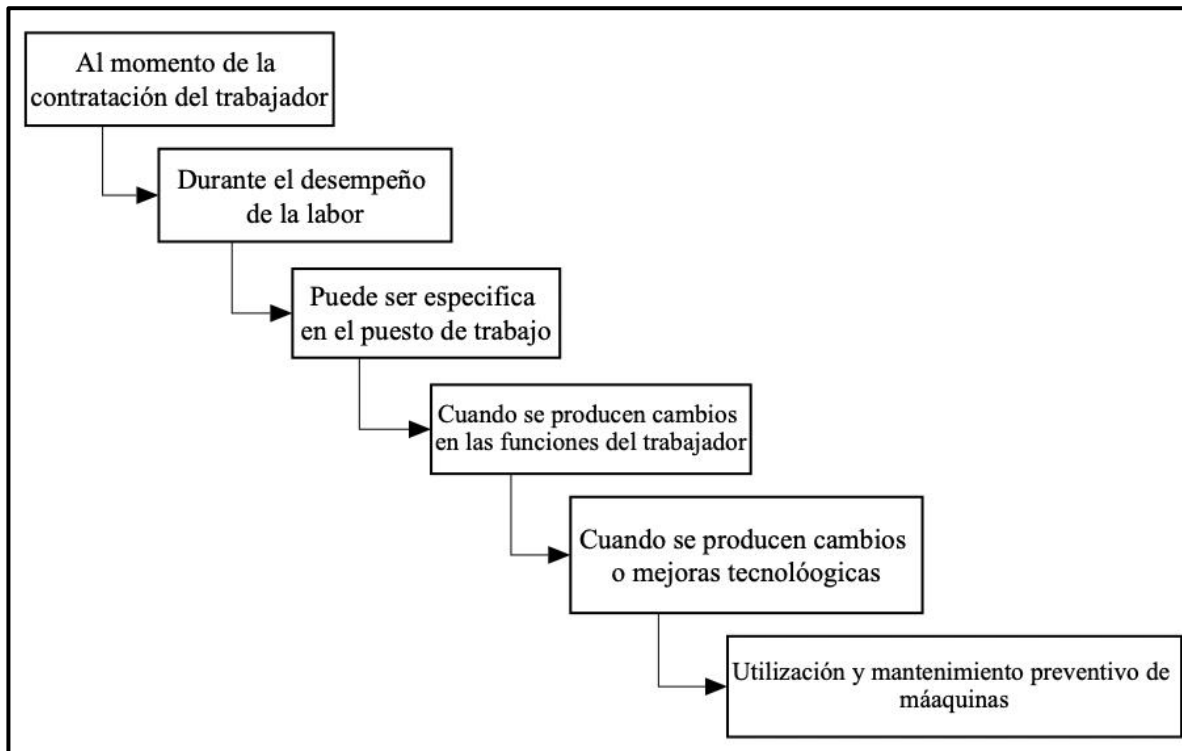 Al momento de la
contratación del trabajador
Durante el desempeño
de la labor
Puede ser especifica
en el puesto de trabajo
Cuando se producen cambios
en las funciones del trabajador
Cuando se producen cambios
o mejoras tecnolóogicas
Utilización y mantenimiento preventivo de
máaquinas